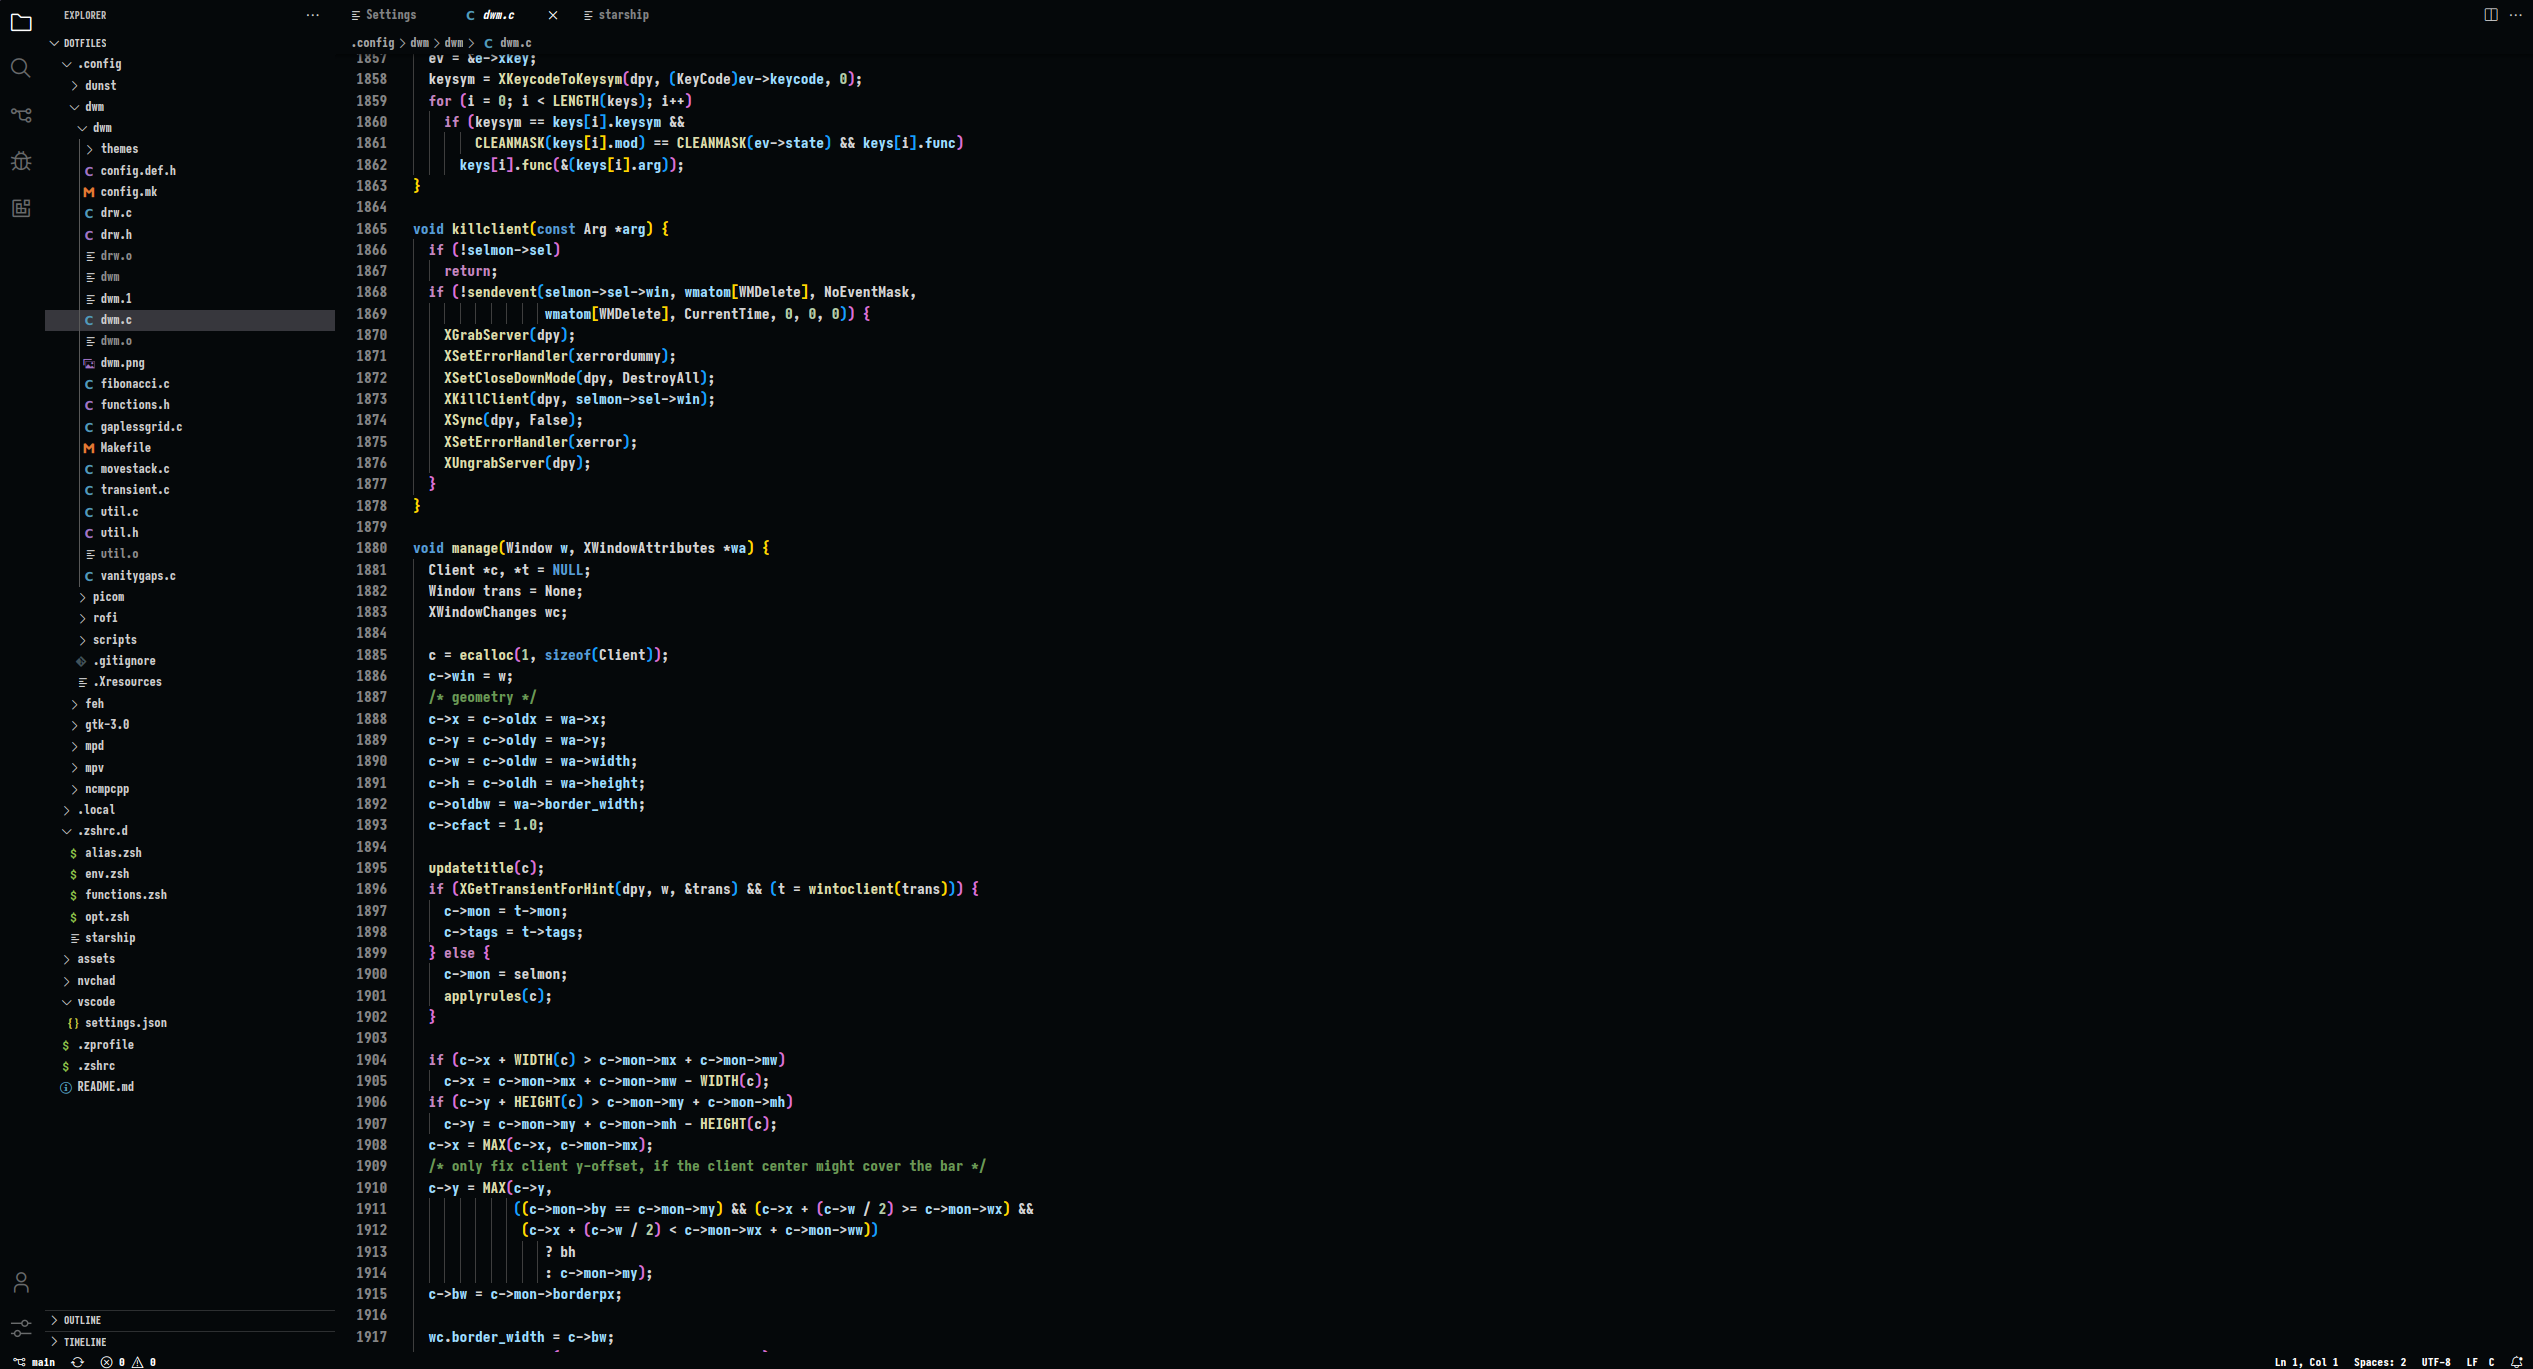 EXPLORER
DOTFILES
.config
dunst
dwm
dwm
themes
config.def.h
config.mk
drw.c
drw.h
drw.o
dwm
dwm.1
dwm.c
dwm.o
dwm.png
fibonacci.c
functions.h
gaplessgrid.c
Makefile
movestack.c
transient.c
util.c
util.h
util.o
vanitygaps.c
picom
rofi
scripts
.gitignore
.Xresources
feh
gtk-3.0
mpd
mpv
ncmpcpp
.local
.zshrc.d
alias.zsh
env.zsh
functions.zsh
opt.zsh
starship
assets
nvchad
vscode
settings.json
.zprofile
.zshrc
README.md
OUTLINE
TIMELINE
Settings dwm.c starship
.config > dwm > dwm > C dwm.c
1857 ev = &e->xkey;
1858 keysym = XKeycodeToKeysym(dpy, (KeyCode)ev->keycode, 0);
1859 for (i = 0; i < LENGTH(keys); i++)
1860 if (keysym == keys[i].keysym &&
1861 CLEANMASK(keys[i].mod) == CLEANMASK(ev->state) && keys[i].func)
1862 keys[i].func(&(keys[i].arg));
1863 }
1864
1865 void killclient(const Arg *arg) {
1866 if (!selmon->sel)
1867 return;
1868 if (!sendevent(selmon->sel->win, wmatom[WMDelete], NoEventMask,
1869 wmatom[WMDelete], CurrentTime, 0, 0, 0)) {
1870 XGrabServer(dpy);
1871 XSetErrorHandler(xerrordummy);
1872 XSetCloseDownMode(dpy, DestroyAll);
1873 XKillClient(dpy, selmon->sel->win);
1874 XSync(dpy, False);
1875 XSetErrorHandler(xerror);
1876 XUngrabServer(dpy);
1877 }
1878 }
1879
1880 void manage(Window w, XWindowAttributes *wa) {
1881 Client *c, *t = NULL;
1882 Window trans = None;
1883 XWindowChanges wc;
1884
1885 c = ecalloc(1, sizeof(Client));
1886 c->win = w;
1887 /* geometry */
1888 c->x = c->oldx = wa->x;
1889 c->y = c->oldy = wa->y;
1890 c->w = c->oldw = wa->width;
1891 c->h = c->oldh = wa->height;
1892 c->oldbw = wa->border_width;
1893 c->cfact = 1.0;
1894
1895 updatetitle(c);
1896 if (XGetTransientForHint(dpy, w, &trans) && (t = wintoclient(trans))) {
1897 c->mon = t->mon;
1898 c->tags = t->tags;
1899 } else {
1900 c->mon = selmon;
1901 applyrules(c);
1902 }
1903
1904 if (c->x + WIDTH(c) > c->mon->mx + c->mon->mw)
1905 c->x = c->mon->mx + c->mon->mw - WIDTH(c);
1906 if (c->y + HEIGHT(c) > c->mon->my + c->mon->mh)
1907 c->y = c->mon->my + c->mon->mh - HEIGHT(c);
1908 c->x = MAX(c->x, c->mon->mx);
1909 /* only fix client y-offset, if the client center might cover the bar */
1910 c->y = MAX(c->y,
1911 ((c->mon->by == c->mon->my) && (c->x + (c->w / 2) >= c->mon->wx) &&
1912 (c->x + (c->w / 2) < c->mon->wx + c->mon->ww))
1913 ? bh
1914 : c->mon->my);
1915 c->bw = c->mon->borderpx;
1916
1917 wc.border_width = c->bw;
main 0 0 Ln 1, Col 1 Spaces: 2 UTF-8 LF C